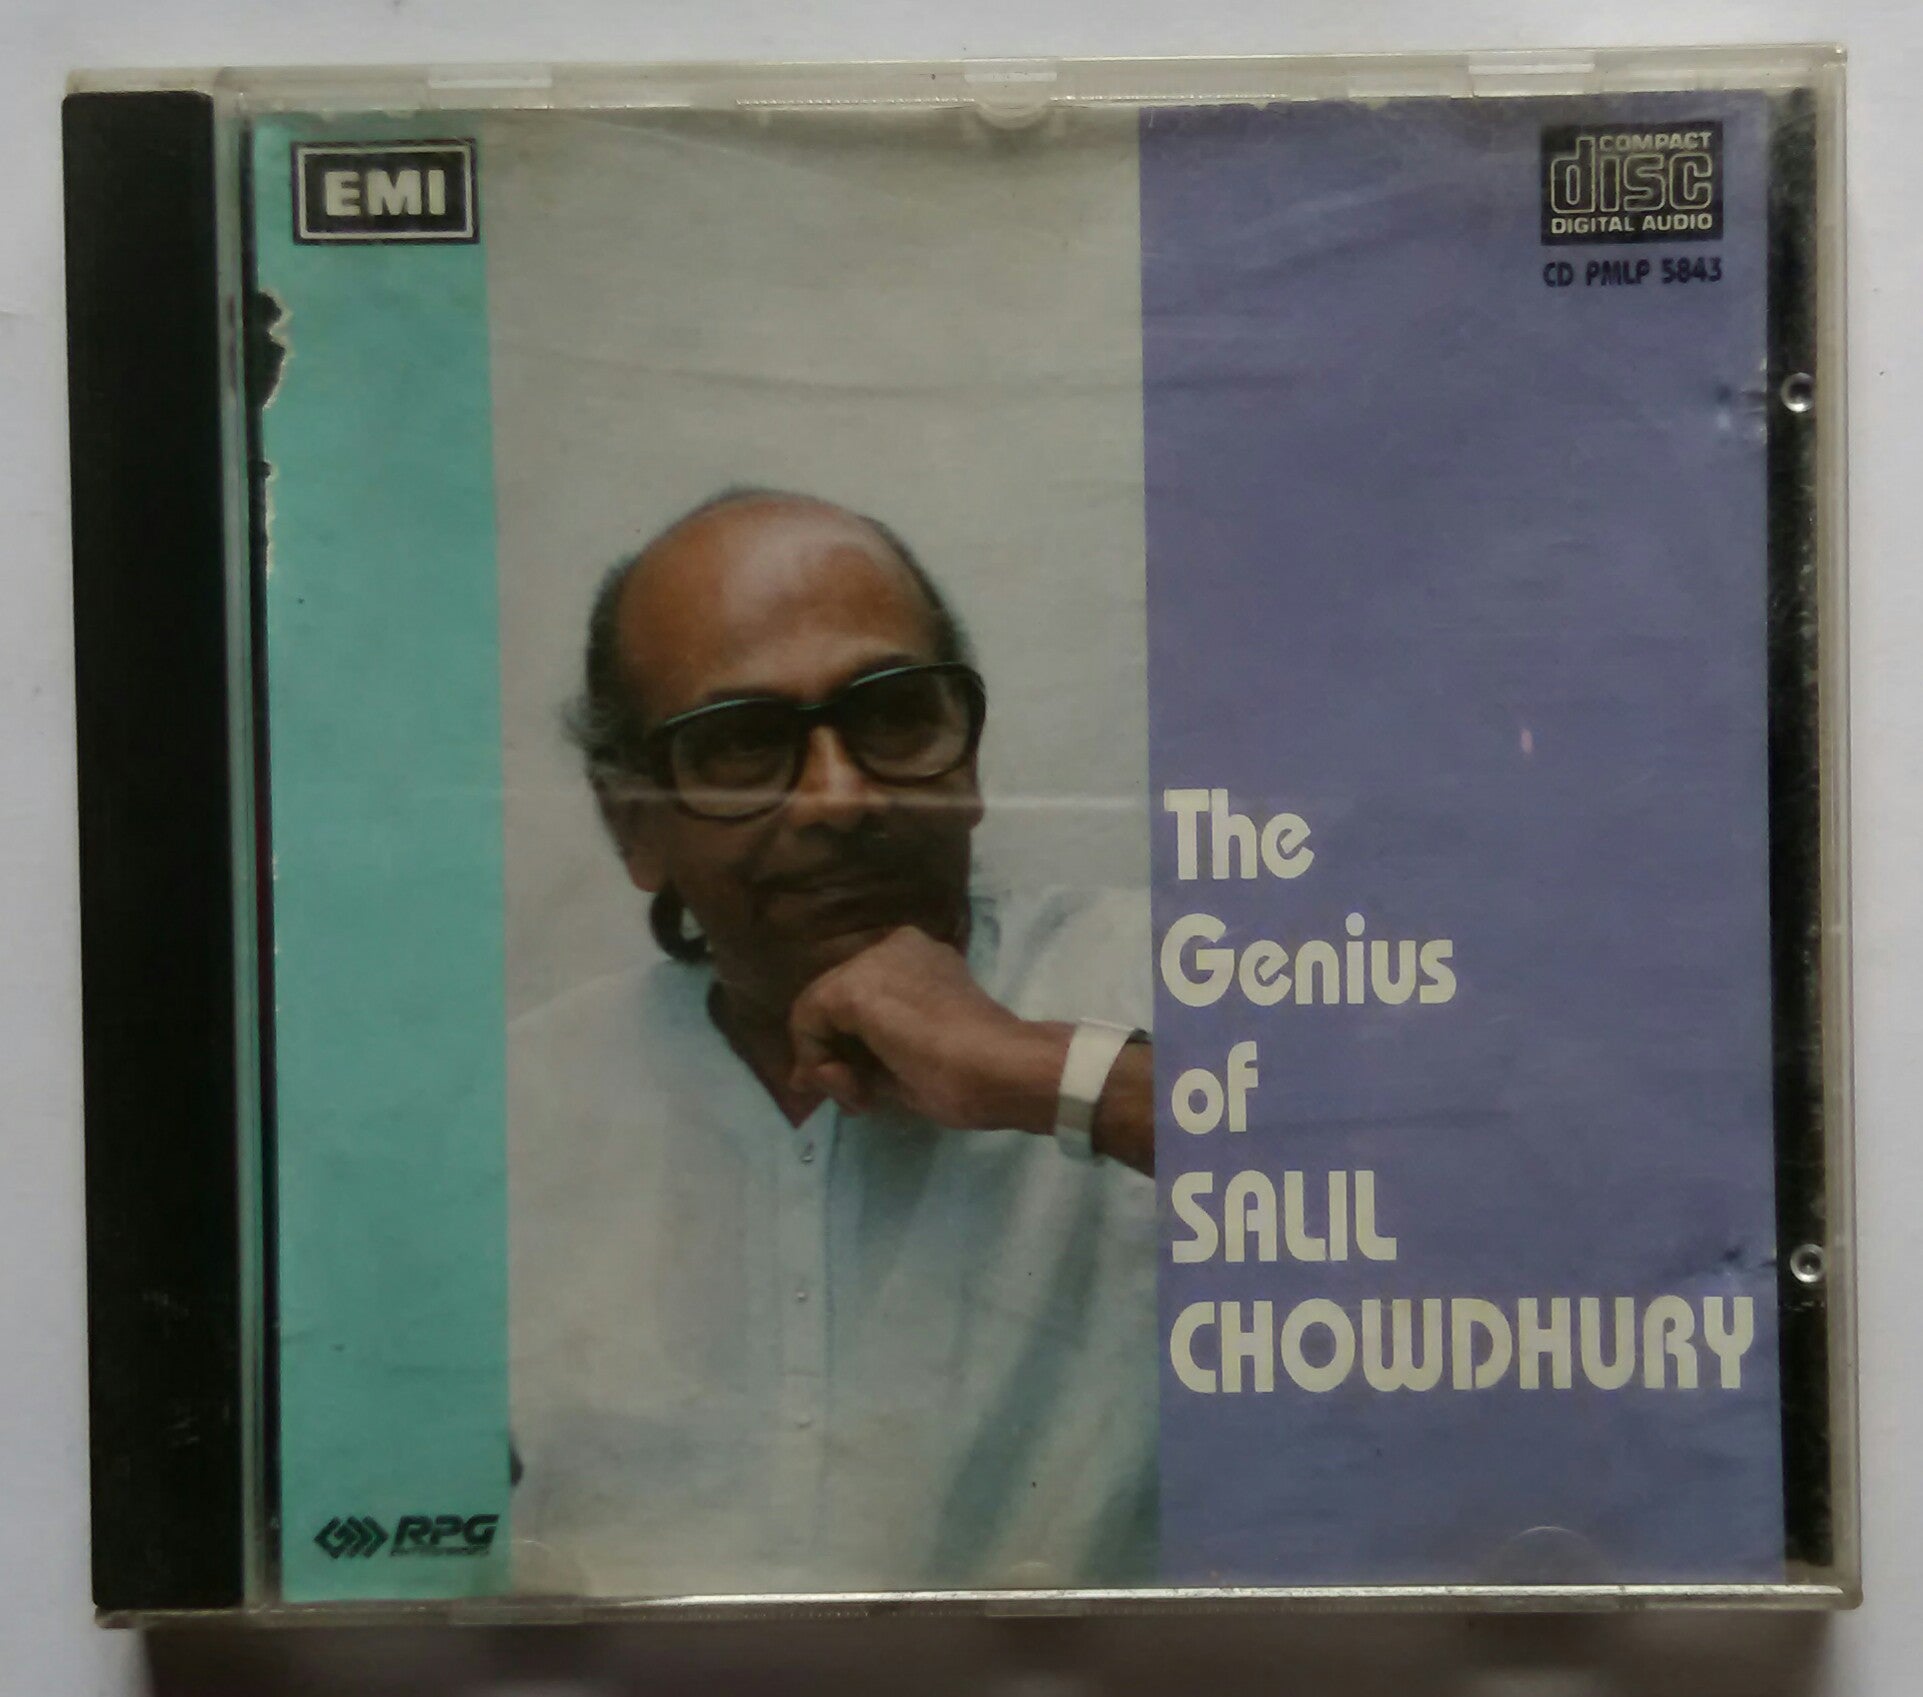 EMI
COMPACT
disc
DIGITAL AUDIO
CD PMLP 5843
The
Genius
of
SALIL
CHOWDHURY
RPG